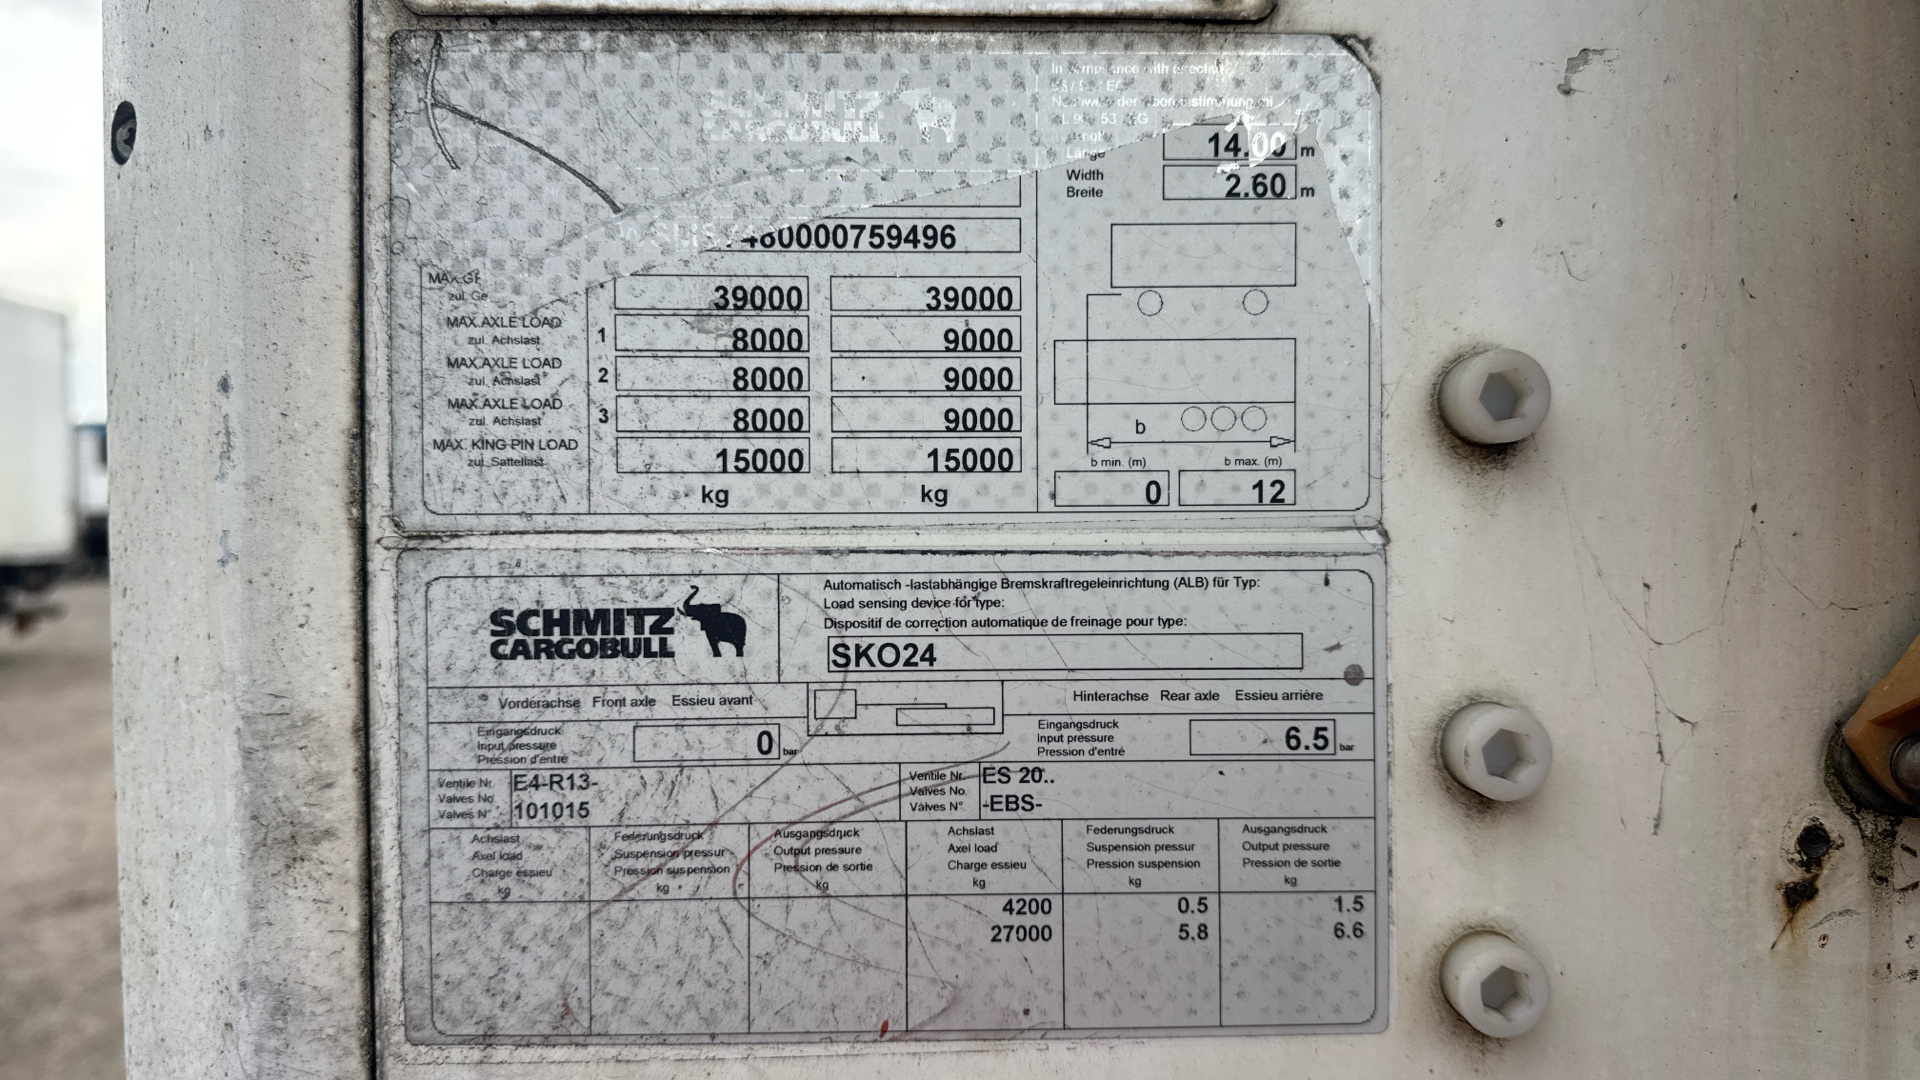 SCHMITZ
CARGOBULL
In compliance with directive
14.00 m
Width
Breite
2.60 m
480000759496
39000 39000
MAX.AXLE LOAD
zul. Achslast
1 8000 9000
MAX.AXLE LOAD
zul. Achslast
2 8000 9000
MAX.AXLE LOAD
zul. Achslast
3 8000 9000
MAX. KING PIN LOAD
zul. Sattellast
15000 15000
kg kg
b
b min. (m) b max. (m)
0 12
SCHMITZ
CARGOBULL
Automatisch -lastabhängige Bremskraftregeleinrichtung (ALB) für Typ:
Load sensing device for type:
Dispositif de correction automatique de freinage pour type:
SKO24
Vorderachse Front axle Essieu avant
Hinterachse Rear axle Essieu arriére
Eingangsdruck
Input pressure
Pression d'entré
0 bar
Eingangsdruck
Input pressure
Pression d'entré
6.5 bar
Ventile Nr.
Valves No.
Valves N°
E4-R13-
101015
Ventile Nr.
Valves No.
Valves N°
ES 20..
-EBS-
Achslast
Axel load
Charge essieu
kg
Federungsdruck
Suspension pressur
Pression suspension
kg
Ausgangsdruck
Output pressure
Pression de sortie
kg
Achslast
Axel load
Charge essieu
kg
Federungsdruck
Suspension pressur
Pression suspension
kg
Ausgangsdruck
Output pressure
Pression de sortie
kg
4200 0.5 1.5
27000 5.8 6.6